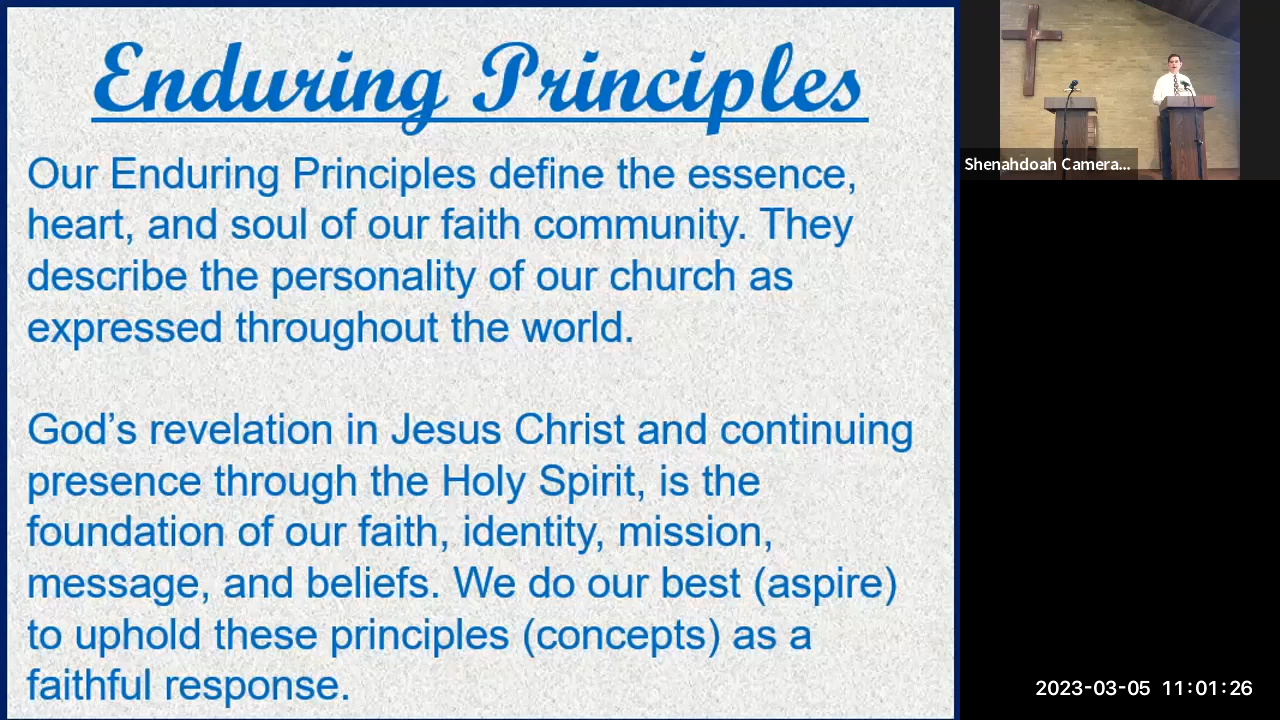 Enduring Principles
Our Enduring Principles define the essence,
heart, and soul of our faith community. They
describe the personality of our church as
expressed throughout the world.
God’s revelation in Jesus Christ and continuing
presence through the Holy Spirit, is the
foundation of our faith, identity, mission,
message, and beliefs. We do our best (aspire)
to uphold these principles (concepts) as a
faithful response.
Shenahdoah Camera...
2023-03-05 11:01:26